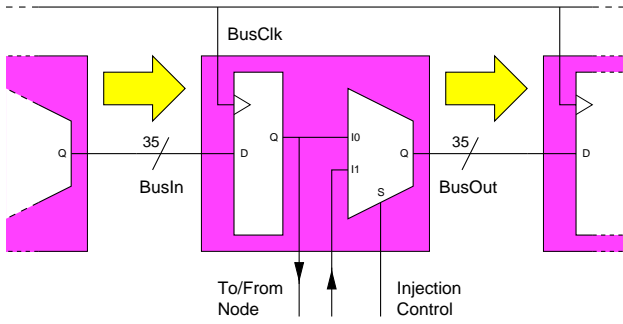 BusClk
35
35
Q
I0
Q
D
Q
D
I1
BusIn
S
BusOut
To/From
Node
Injection
Control